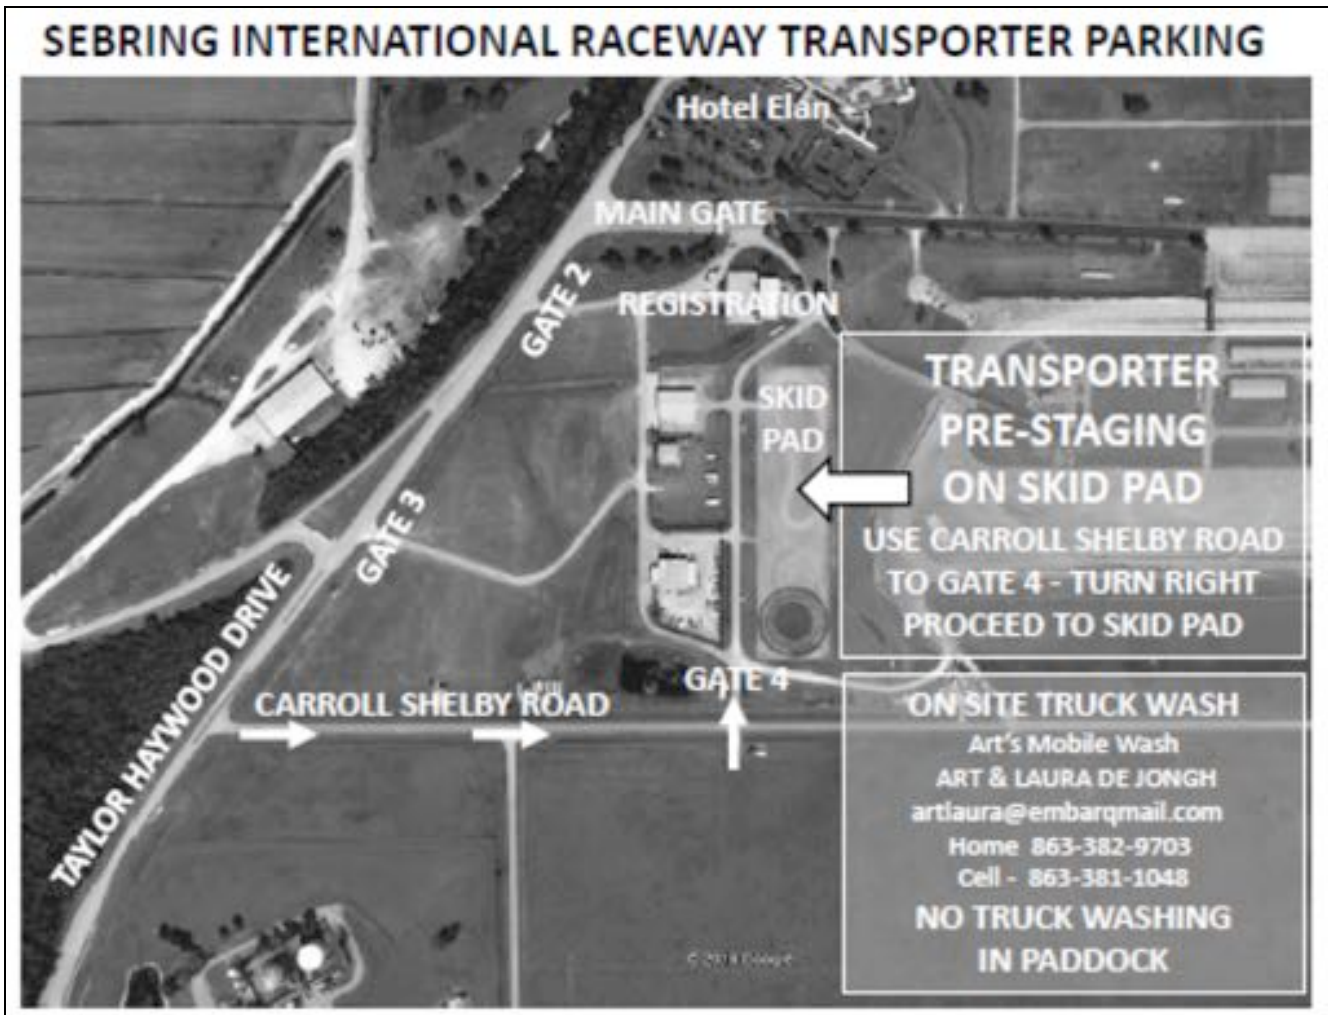 SEBRING INTERNATIONAL RACEWAY TRANSPORTER PARKING
Hotel Elan
MAIN GATE
GATE 2
REGISTRATION
SKID
PAD
TRANSPORTER
PRE-STAGING
ON SKID PAD
USE CARROLL SHELBY ROAD
TO GATE 4 - TURN RIGHT
PROCEED TO SKID PAD
GATE 3
TAYLOR HAYWOOD DRIVE
GATE 4
CARROLL SHELBY ROAD
ON SITE TRUCK WASH
Art's Mobile Wash
ART & LAURA DE JONGH
artlaura@embarqmail.com
Home 863-382-9703
Cell - 863-381-1048
NO TRUCK WASHING
IN PADDOCK
Google